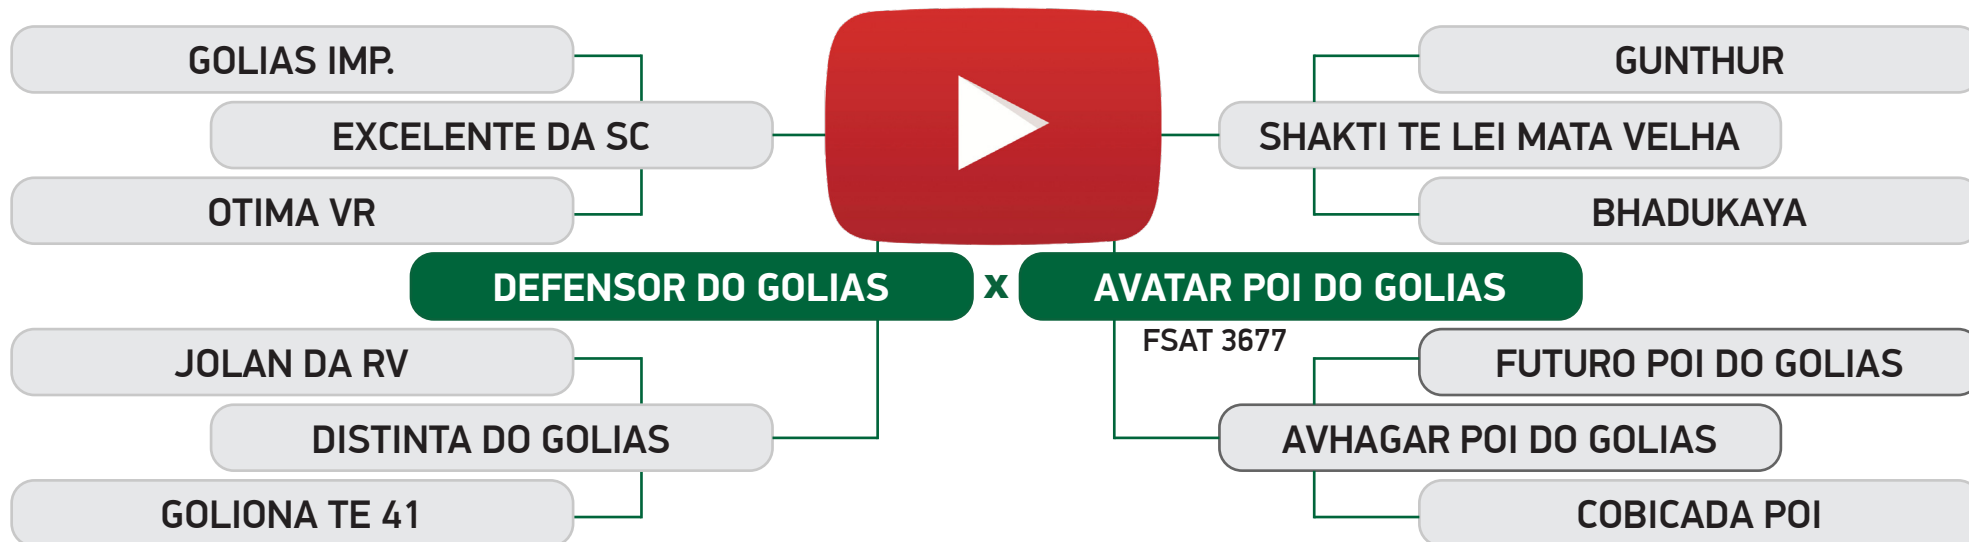 GOLIAS IMP.
GUNTHUR
EXCELENTE DA SC
SHAKTI TE LEI MATA VELHA
OTIMA VR
BHADUKAYA
DEFENSOR DO GOLIAS x AVATAR POI DO GOLIAS
FSAT 3677
JOLAN DA RV
FUTURO POI DO GOLIAS
DISTINTA DO GOLIAS
AVHAGAR POI DO GOLIAS
GOLIONA TE 41
COBICADA POI